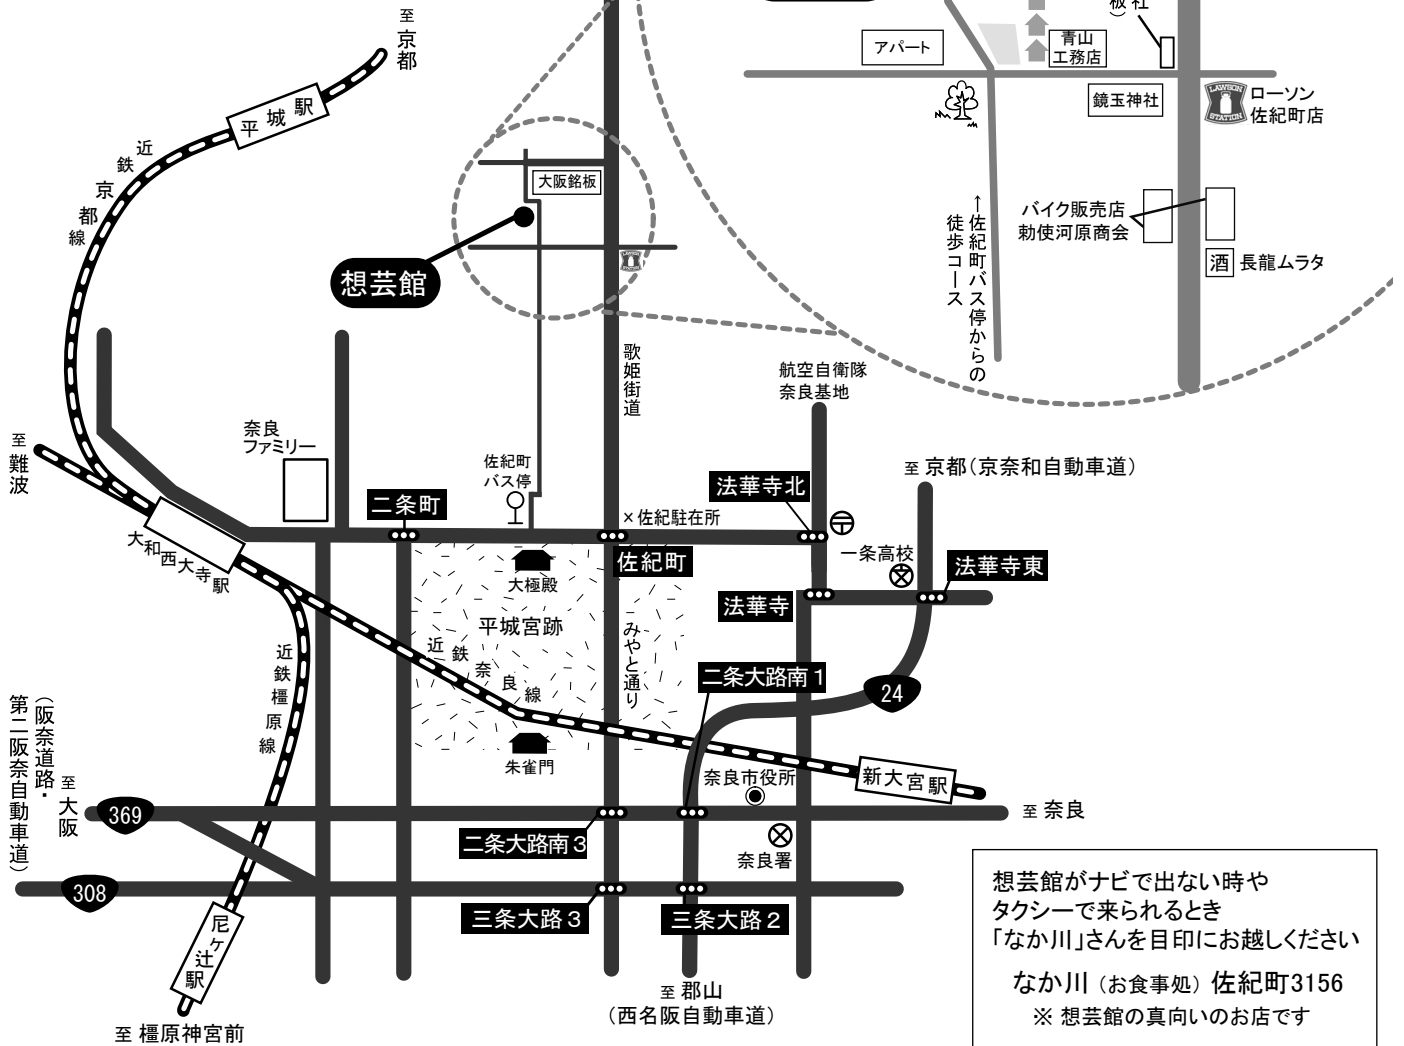 至 京都
平城駅
近鉄京都線
大阪銘板
想芸館
歌姫街道
板社）
アパート
青山
工務店
鏡玉神社
LAWSON
STATION
ローソン
佐紀町店
バイク販売店
勅使河原商会
酒 長龍ムラタ
↑佐紀町バス停からの
徒歩コース
航空自衛隊
奈良基地
至 難波
奈良
ファミリー
大和西大寺駅
二条町
佐紀町
バス停
×佐紀駐在所
佐紀町
法華寺北
至 京都(京奈和自動車道)
一条高校
法華寺東
法華寺
大極殿
平城宮跡
近鉄奈良線
みやと通り
近鉄橿原線
二条大路南1
24
朱雀門
奈良市役所
新大宮駅
至 奈良
(阪奈道路・
第二阪奈自動車道)
至 大阪
369
二条大路南3
奈良署
308
三条大路3
三条大路2
尼ヶ辻駅
至 橿原神宮前
至 郡山
(西名阪自動車道)
想芸館がナビで出ない時や
タクシーで来られるとき
「なか川」さんを目印にお越しください
なか川 (お食事処) 佐紀町3156
※ 想芸館の真向いのお店です